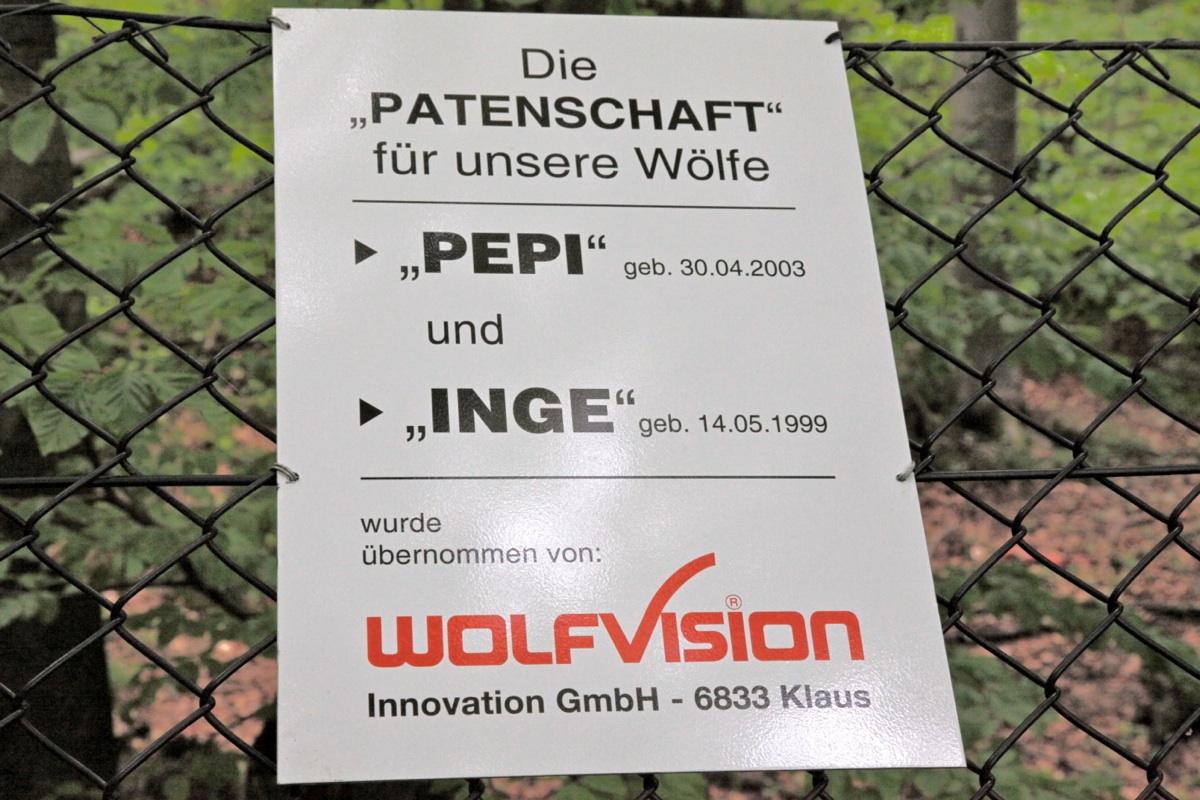 Die
„PATENSCHAFT“
für unsere Wölfe
„PEPI“ geb. 30.04.2003
und
„INGE“ geb. 14.05.1999
wurde
übernommen von:
WOLFVISION®
Innovation GmbH - 6833 Klaus